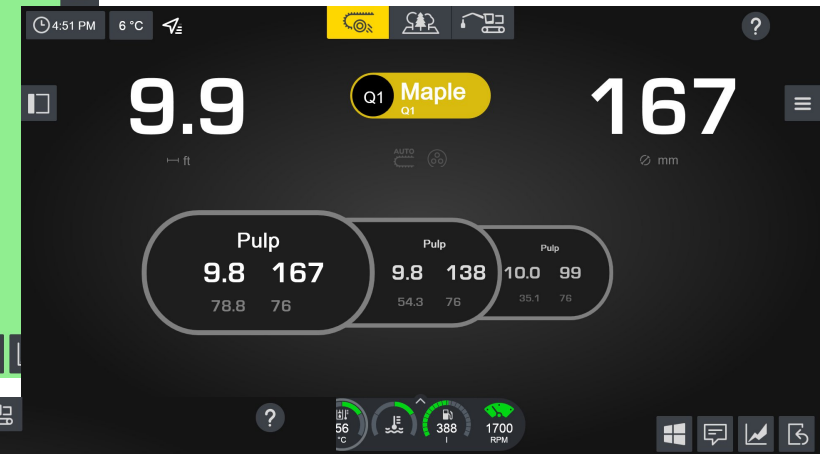 4:51 PM
6 °C
?
9.9
ft
Q1
Maple
Q1
AUTO
167
mm
Pulp
9.8 167
78.8 76
Pulp
9.8 138
54.3 76
Pulp
10.0 99
35.1 76
?
56
°C
388
l
1700
RPM